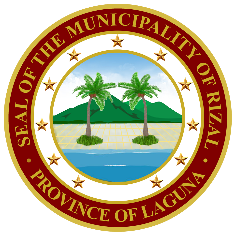 SEAL OF THE MUNICIPALITY OF RIZAL
PROVINCE OF LAGUNA